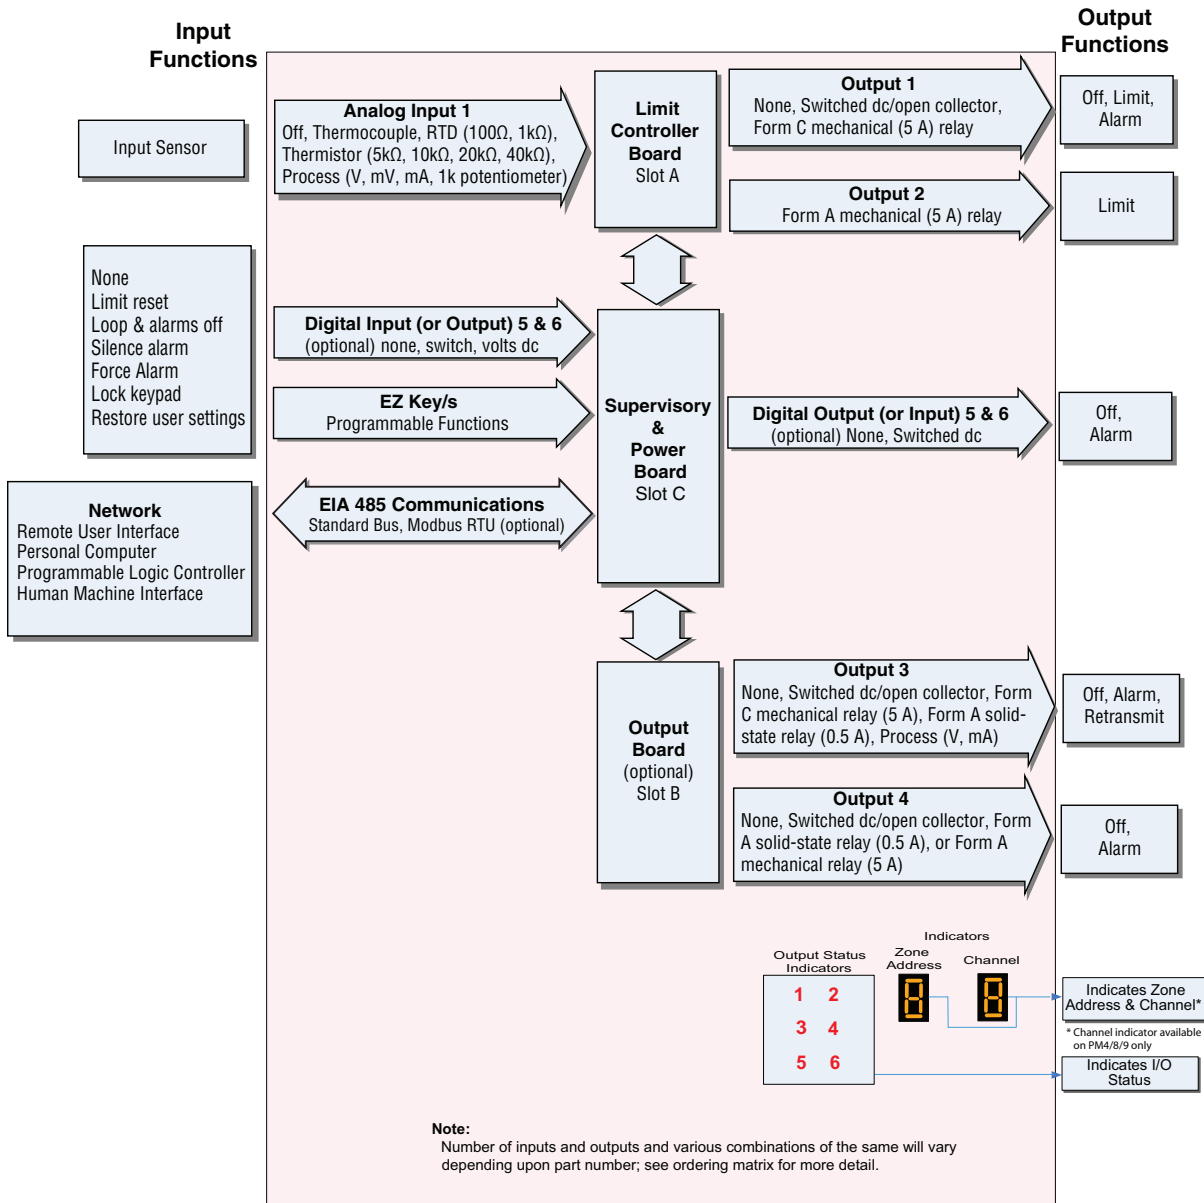 Input
Functions
Output
Functions
Input Sensor
Analog Input 1
Off, Thermocouple, RTD (100Ω, 1kΩ),
Thermistor (5kΩ, 10kΩ, 20kΩ, 40kΩ),
Process (V, mV, mA, 1k potentiometer)
Limit
Controller
Board
Slot A
Output 1
None, Switched dc/open collector,
Form C mechanical (5 A) relay
Off, Limit,
Alarm
Output 2
Form A mechanical (5 A) relay
Limit
None
Limit reset
Loop & alarms off
Silence alarm
Force Alarm
Lock keypad
Restore user settings
Digital Input (or Output) 5 & 6
(optional) none, switch, volts dc
EZ Key/s
Programmable Functions
Supervisory
&
Power
Board
Slot C
Digital Output (or Input) 5 & 6
(optional) None, Switched dc
Off,
Alarm
Network
Remote User Interface
Personal Computer
Programmable Logic Controller
Human Machine Interface
EIA 485 Communications
Standard Bus, Modbus RTU (optional)
Output
Board
(optional)
Slot B
Output 3
None, Switched dc/open collector, Form
C mechanical relay (5 A), Form A solid-
state relay (0.5 A), Process (V, mA)
Off, Alarm,
Retransmit
Output 4
None, Switched dc/open collector, Form
A solid-state relay (0.5 A), or Form A
mechanical relay (5 A)
Off,
Alarm
Indicators
Output Status
Indicators
Zone
Address
Channel
1 2
3 4
5 6
8
8
Indicates Zone
Address & Channel*
* Channel indicator available
on PM4/8/9 only
Indicates I/O
Status
Note:
Number of inputs and outputs and various combinations of the same will vary
depending upon part number; see ordering matrix for more detail.